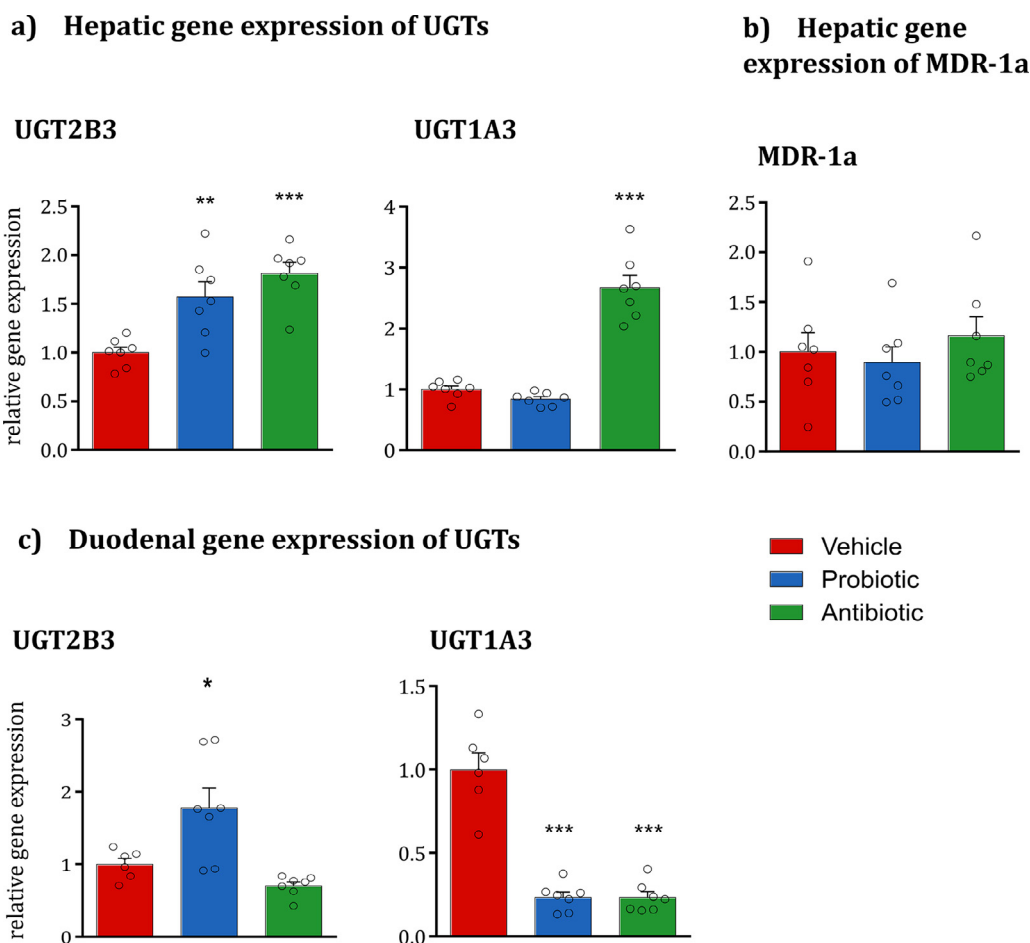 a) Hepatic gene expression of UGTs
b) Hepatic gene
expression of MDR-1a
UGT2B3
UGT1A3
MDR-1a
relative gene expression
2.5
2.0
1.5
1.0
0.5
0.0
**
***
4
3
2
1
0
***
2.5
2.0
1.5
1.0
0.5
0.0
c) Duodenal gene expression of UGTs
Vehicle
Probiotic
Antibiotic
UGT2B3
UGT1A3
relative gene expression
3
2
1
0
*
1.5
1.0
0.5
0.0
***
***